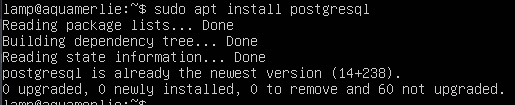 lamp@aquamerlie:~$ sudo apt install postgresql
Reading package lists... Done
Building dependency tree... Done
Reading state information... Done
postgresql is already the newest version (14+238).
0 upgraded, 0 newly installed, 0 to remove and 60 not upgraded.
lamp@aquamerlie:~$